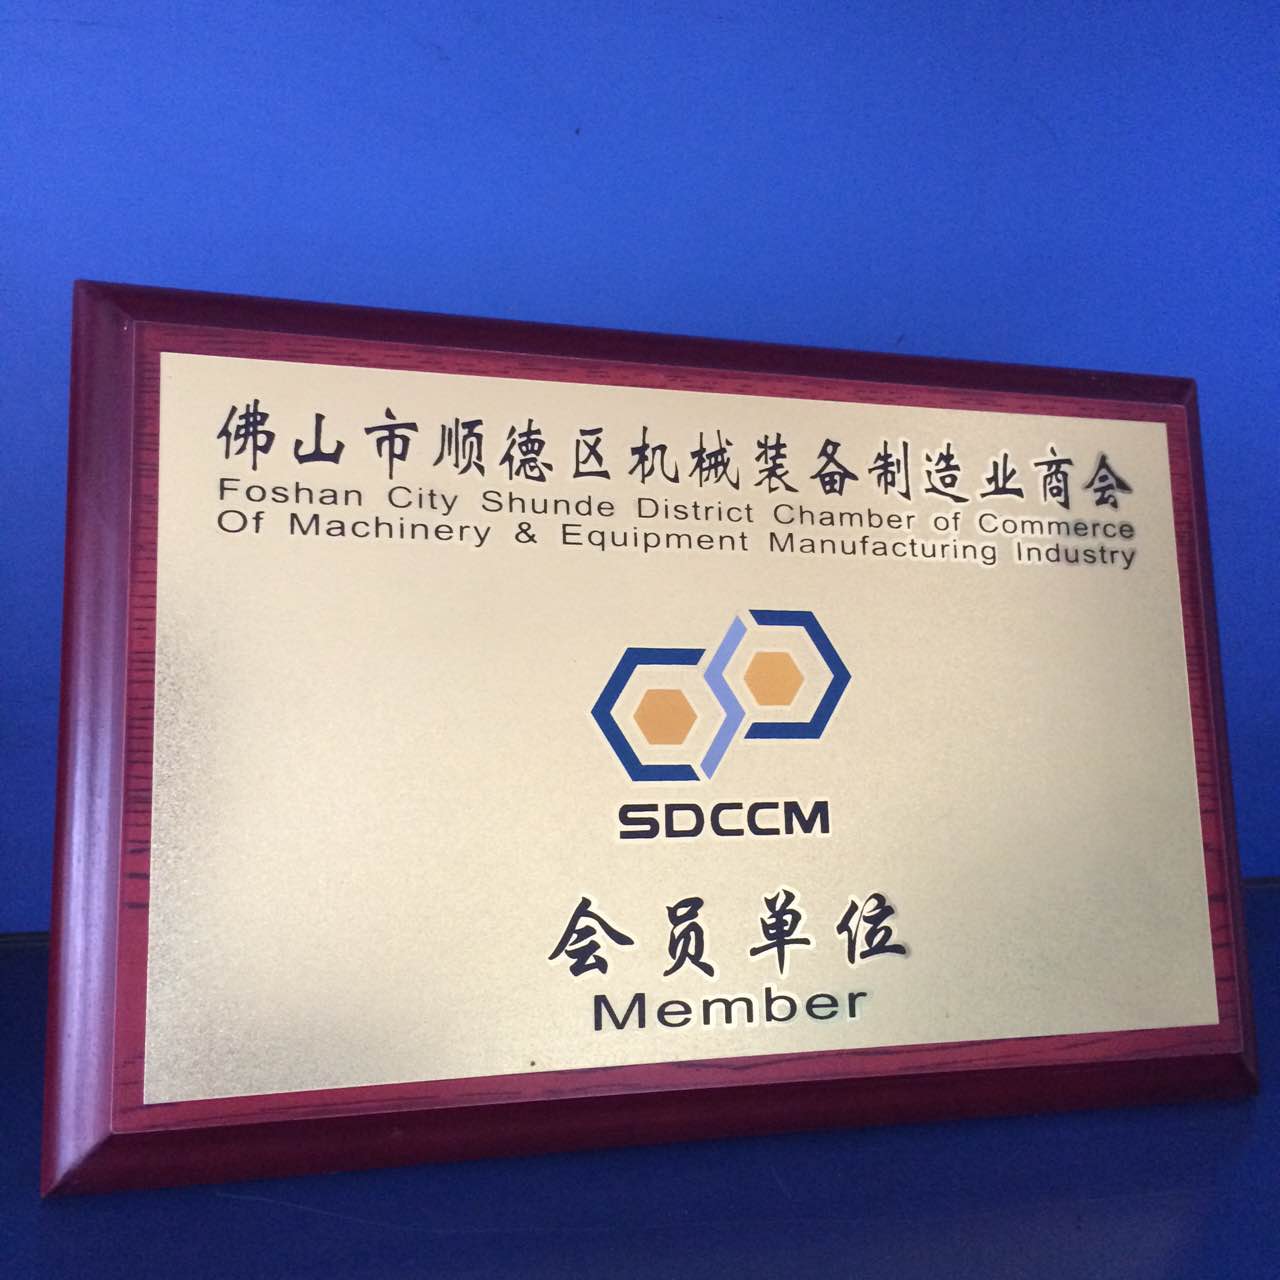 佛山市顺德区机械装备制造业商会
Foshan City Shunde District Chamber of Commerce
Of Machinery & Equipment Manufacturing Industry
SDCCM
会员单位
Member